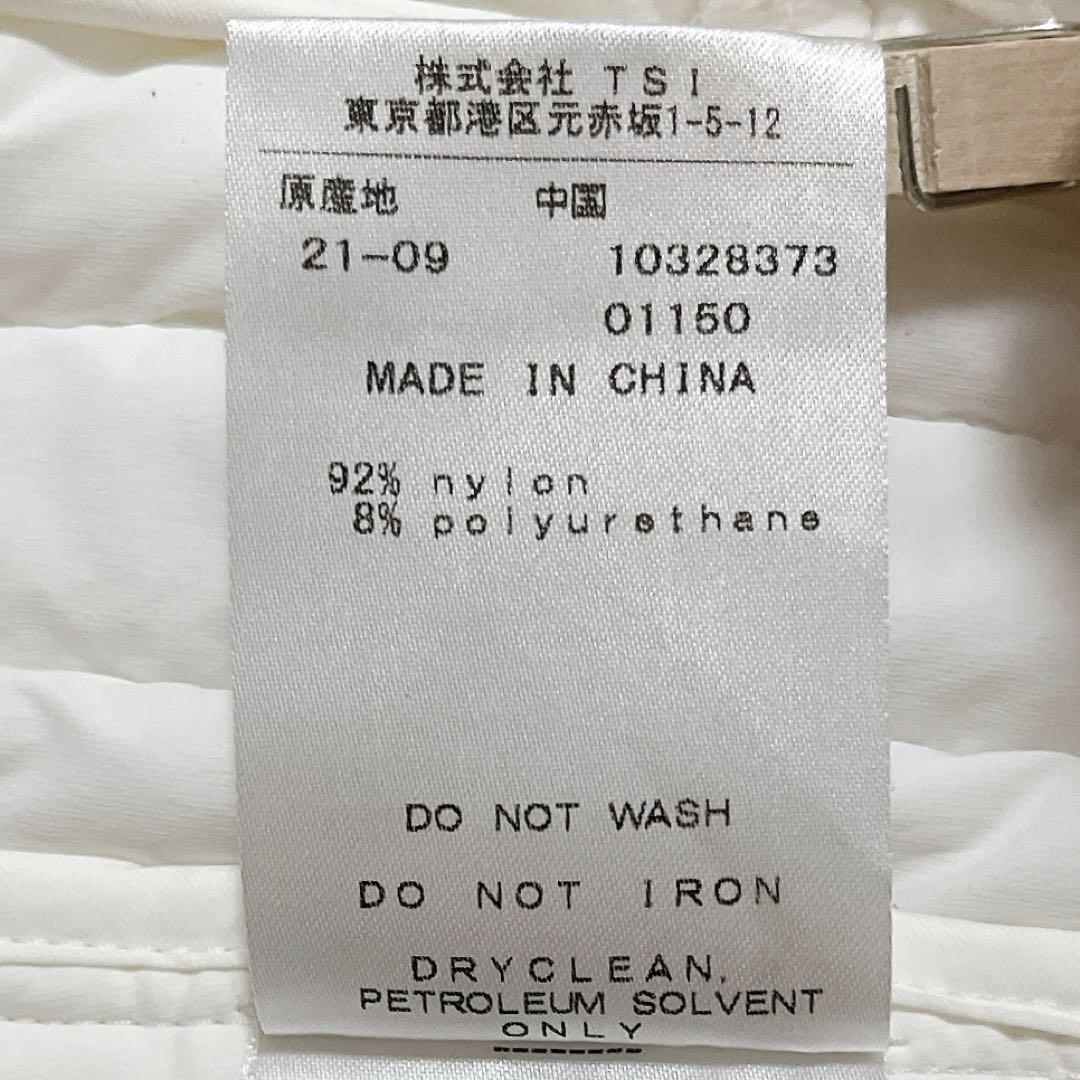 株式会社 TSI
東京都港区元赤坂1-5-12
原産地 中国
21-09 10328373
01150
MADE IN CHINA
92% nylon
8% polyurethane
DO NOT WASH
DO NOT IRON
DRYCLEAN,
PETROLEUM SOLVENT
ONLY